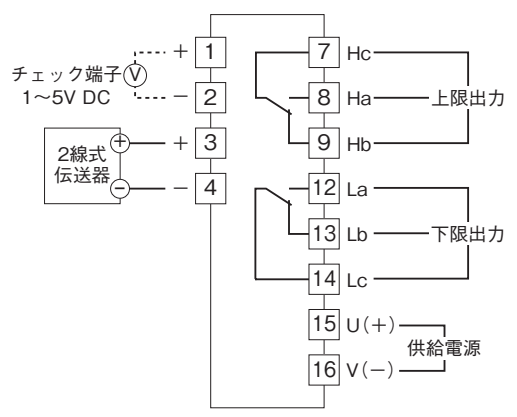 チェック端子
1～5V DC
V
+ 1
− 2
2線式
伝送器
+ + 3
− − 4
7 Hc
8 Ha
9 Hb
上限出力
12 La
13 Lb
14 Lc
下限出力
15 U(+)
16 V(−)
供給電源